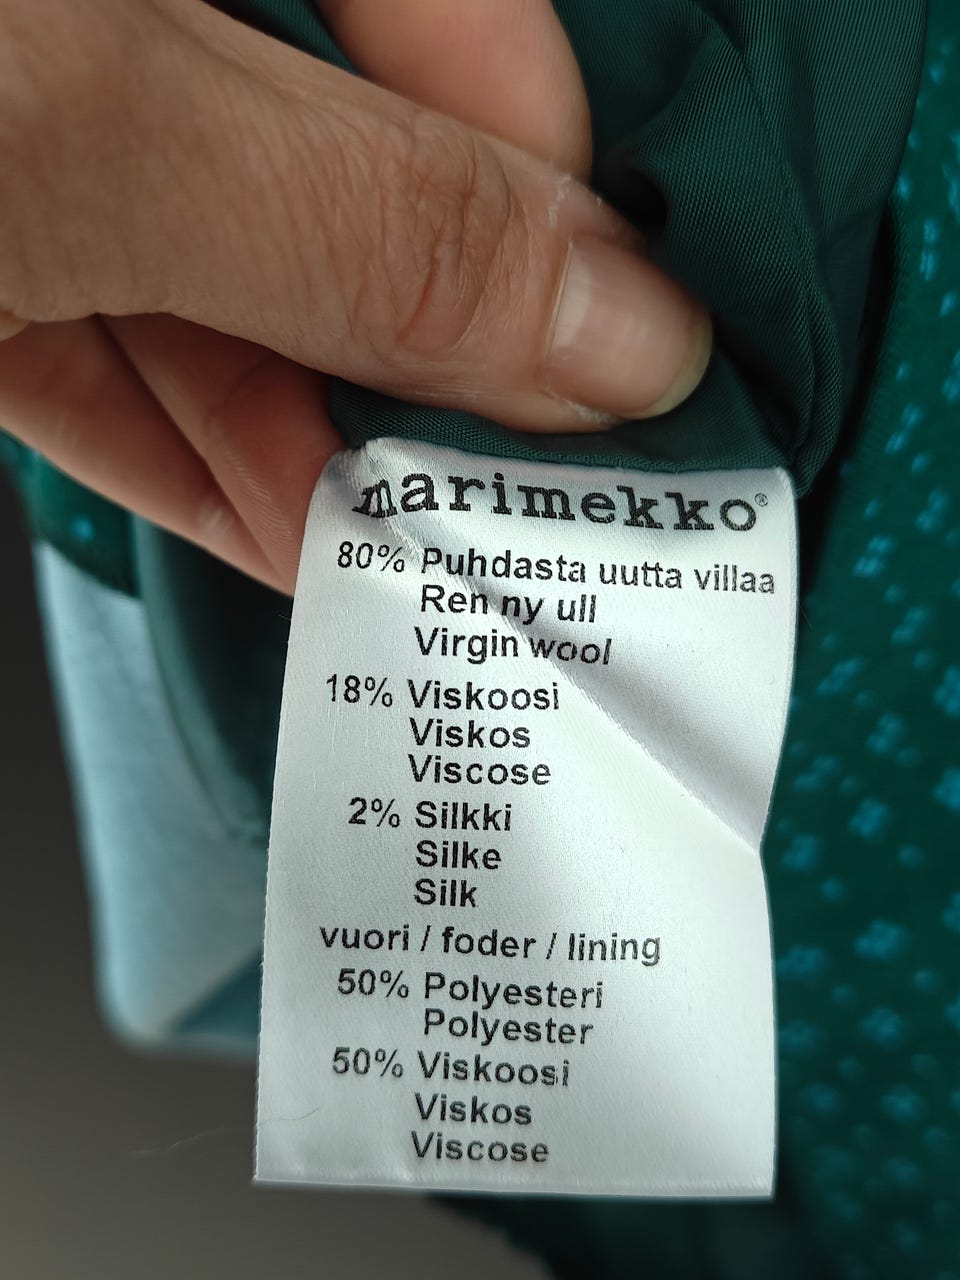 marimekko®
80% Puhdasta uutta villaa
Ren ny ull
Virgin wool
18% Viskoosi
Viskos
Viscose
2% Silkki
Silke
Silk
vuori / foder / lining
50% Polyesteri
Polyester
50% Viskoosi
Viskos
Viscose